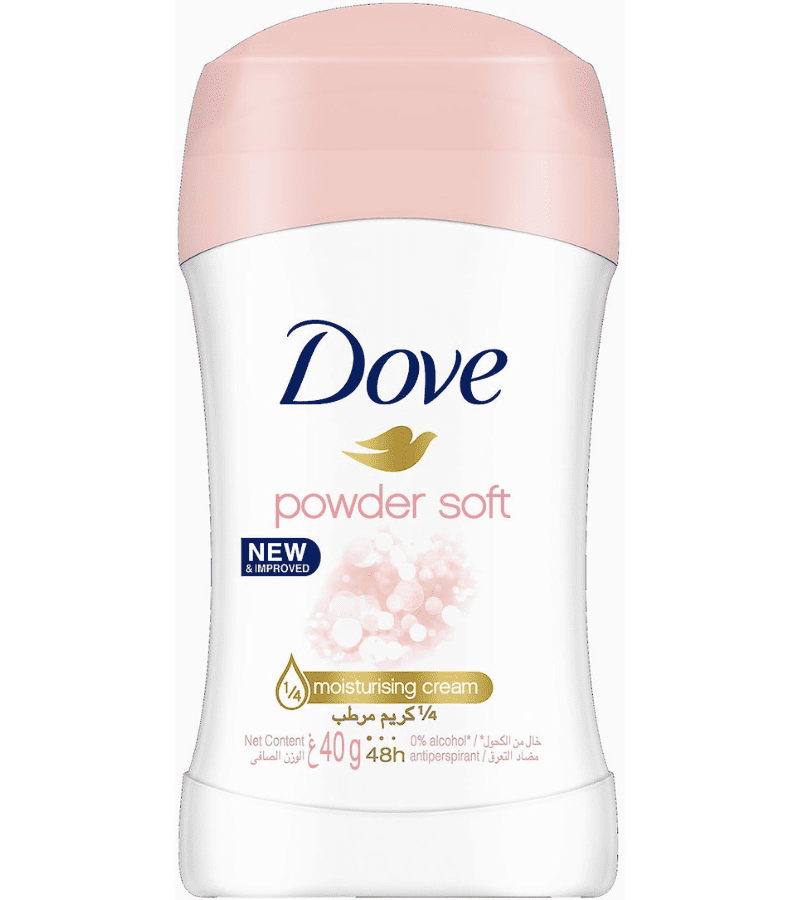 Dove
powder soft
NEW
& IMPROVED
1/4 moisturising cream
1/4 كريم مرطب
Net Content 40 g غ الوزن الصافي
48h
0% alcohol* / *خال من الكحول
antiperspirant / مضاد التعرق